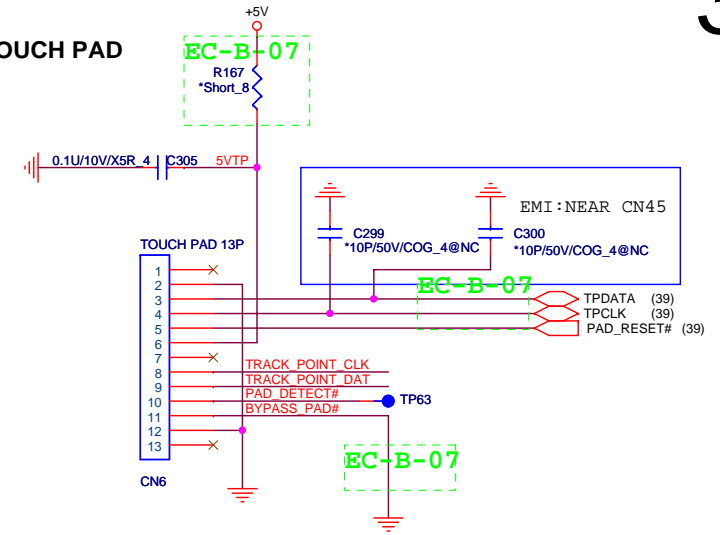 +5V
OUCH PAD
EC-B-07
R167
*Short_8
0.1U/10V/X5R_4
C305
5VTP
EMI:NEAR CN45
C299
*10P/50V/COG_4@NC
C300
*10P/50V/COG_4@NC
TOUCH PAD 13P
EC-B-07
1
2
3
4
5
6
7
8
9
10
11
12
13
TPDATA (39)
TPCLK (39)
PAD_RESET# (39)
TRACK_POINT_CLK
TRACK_POINT_DAT
PAD_DETECT#
BYPASS_PAD#
TP63
EC-B-07
CN6